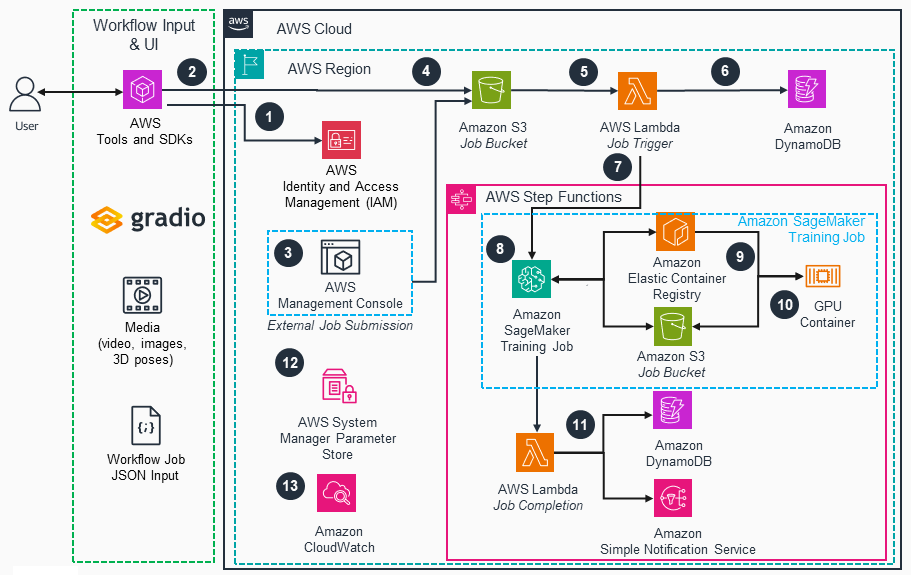 Workflow Input
& UI
User
AWS
Tools and SDKs
gradio
Media
(video, images,
3D poses)
{;}
Workflow Job
JSON Input
aws
AWS Cloud
AWS Region
2
1
4
5
6
AWS
Identity and Access
Management (IAM)
Amazon S3
Job Bucket
AWS Lambda
Job Trigger
Amazon
DynamoDB
7
3
AWS
Management Console
External Job Submission
12
AWS System
Manager Parameter
Store
13
Amazon
CloudWatch
AWS Step Functions
Amazon SageMaker
Training Job
8
Amazon
SageMaker
Training Job
Amazon
Elastic Container
Registry
9
10
GPU
Container
Amazon S3
Job Bucket
11
AWS Lambda
Job Completion
Amazon
DynamoDB
Amazon
Simple Notification Service